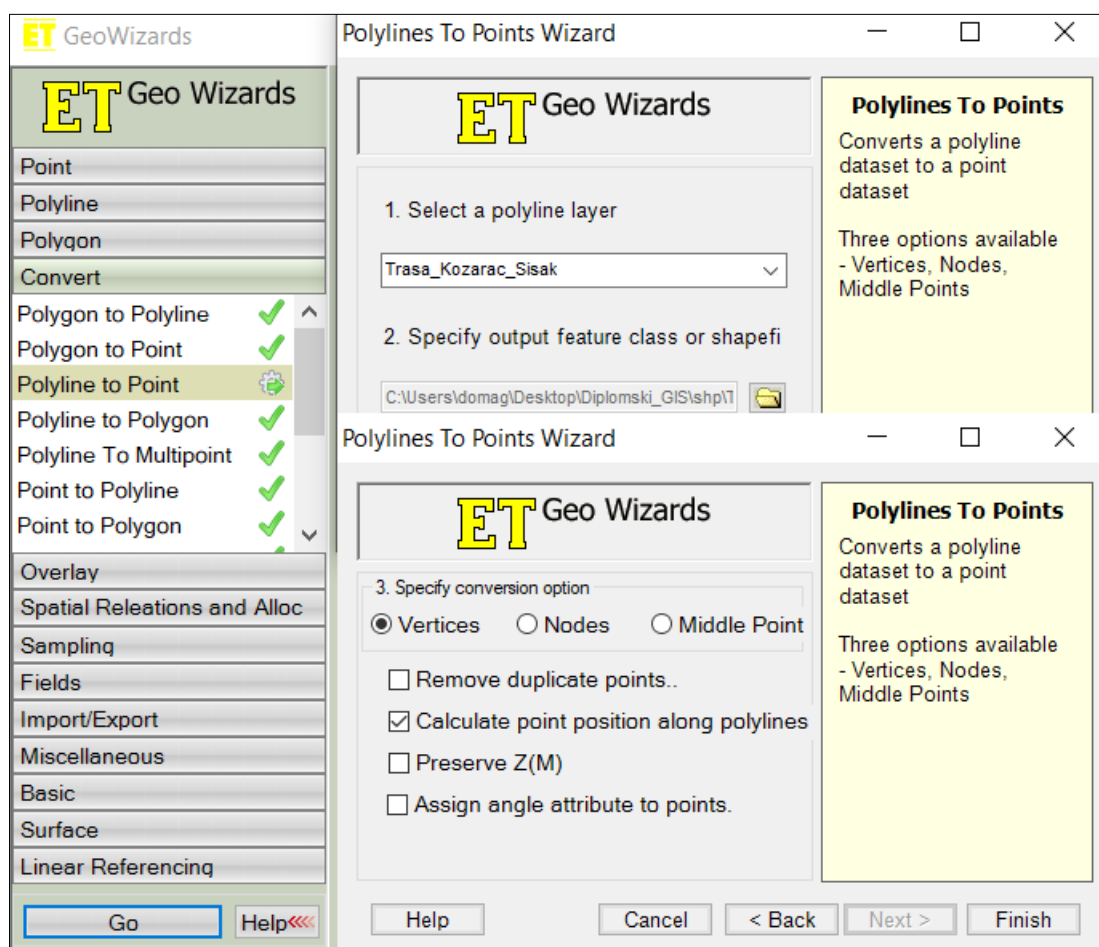 ET GeoWizards
ET Geo Wizards
Point
Polyline
Polygon
Convert
Polygon to Polyline
Polygon to Point
Polyline to Point
Polyline to Polygon
Polyline To Multipoint
Point to Polyline
Point to Polygon
Overlay
Spatial Releations and Alloc
Sampling
Fields
Import/Export
Miscellaneous
Basic
Surface
Linear Referencing
Go
Help
Polylines To Points Wizard
ET Geo Wizards
1. Select a polyline layer
Trasa_Kozarac_Sisak
2. Specify output feature class or shapefi
C:\Users\domag\Desktop\Diplomski_GIS\shp\T
Polylines To Points
Converts a polyline
dataset to a point
dataset
Three options available
- Vertices, Nodes,
Middle Points
Polylines To Points Wizard
ET Geo Wizards
3. Specify conversion option
Vertices Nodes Middle Point
Remove duplicate points..
Calculate point position along polylines
Preserve Z(M)
Assign angle attribute to points.
Polylines To Points
Converts a polyline
dataset to a point
dataset
Three options available
- Vertices, Nodes,
Middle Points
Help Cancel < Back Next > Finish